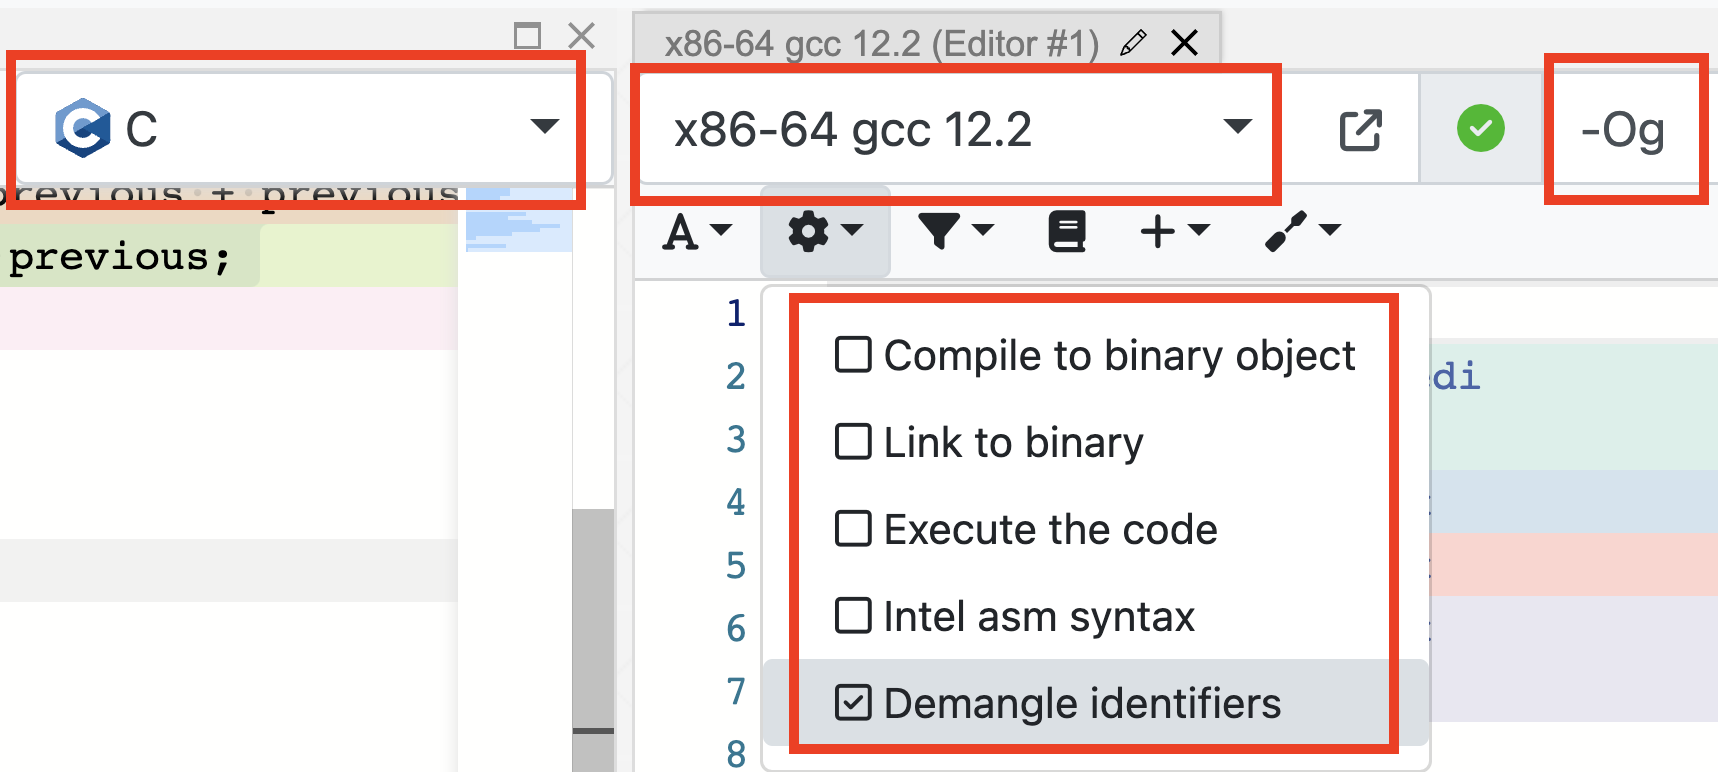 x86-64 gcc 12.2 (Editor #1)
C
x86-64 gcc 12.2
-Og
previous + previous
previous;
A
1
2
3
4
5
6
7
8
Compile to binary object
Link to binary
Execute the code
Intel asm syntax
Demangle identifiers
di